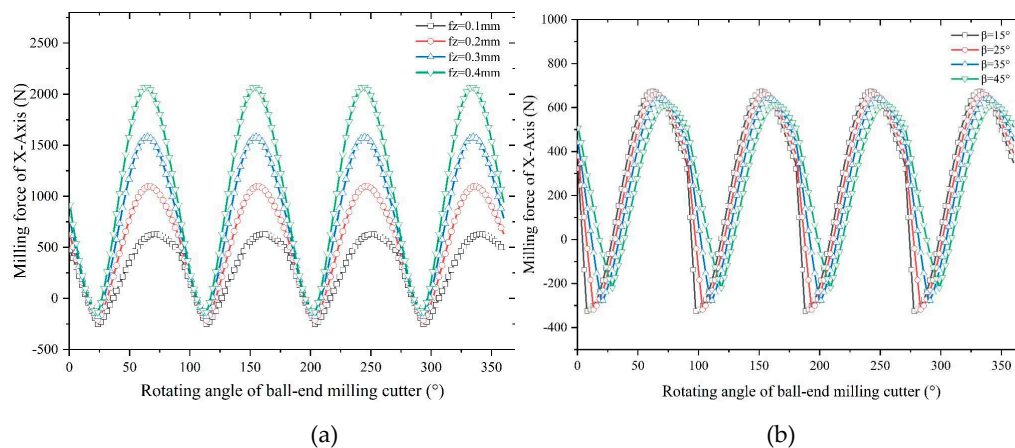 2500
2000
1500
1000
500
0
-500
0
50
100
150
200
250
300
350
Milling force of X-Axis (N)
Rotating angle of ball-end milling cutter (°)
fz=0.1mm
fz=0.2mm
fz=0.3mm
fz=0.4mm
(a)
1000
800
600
400
200
0
-200
-400
-500
0
50
100
150
200
250
300
350
Milling force of X-Axis (N)
Rotating angle of ball-end milling cutter (°)
β=15°
β=25°
β=35°
β=45°
(b)